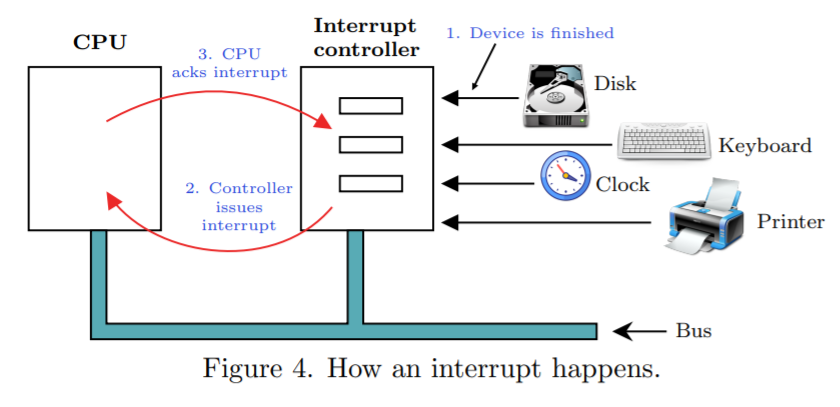 CPU
Interrupt
controller
1. Device is finished
3. CPU
acks interrupt
Disk
Keyboard
2. Controller
issues
interrupt
Clock
Printer
Bus
Figure 4. How an interrupt happens.